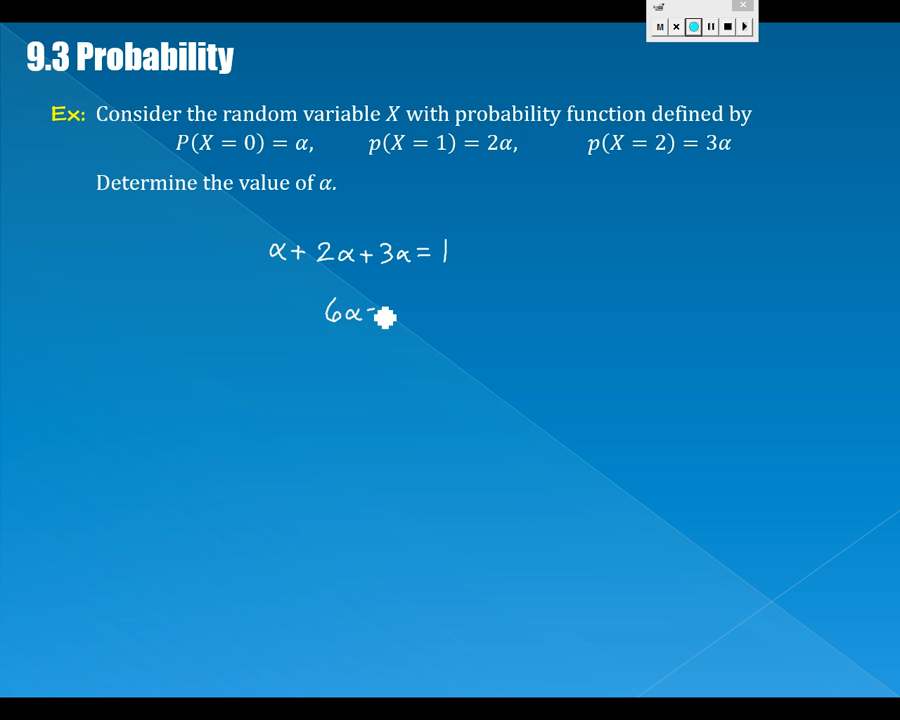 9.3 Probability
Ex: Consider the random variable X with probability function defined by
P(X = 0) = α, p(X = 1) = 2α, p(X = 2) = 3α
Determine the value of α.
α + 2α + 3α = 1
6α =